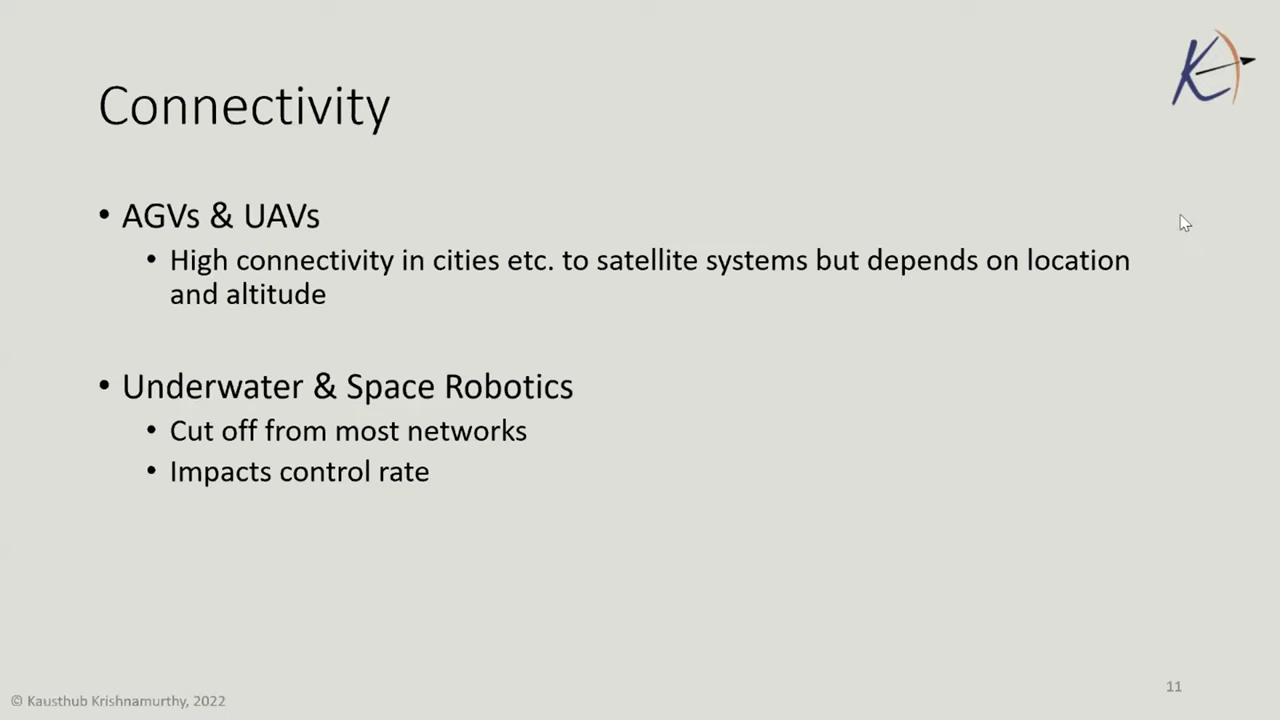 Connectivity
• AGVs & UAVs
• High connectivity in cities etc. to satellite systems but depends on location
and altitude
• Underwater & Space Robotics
• Cut off from most networks
• Impacts control rate
11
© Kausthub Krishnamurthy, 2022